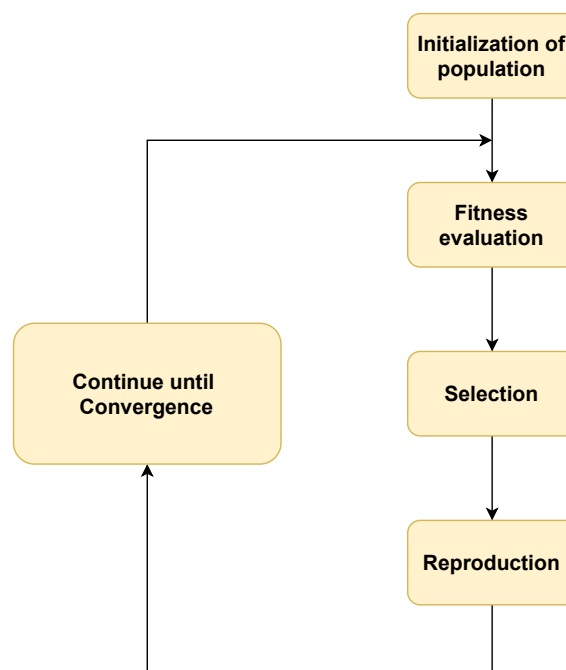 Initialization of
population
Fitness
evaluation
Continue until
Convergence
Selection
Reproduction